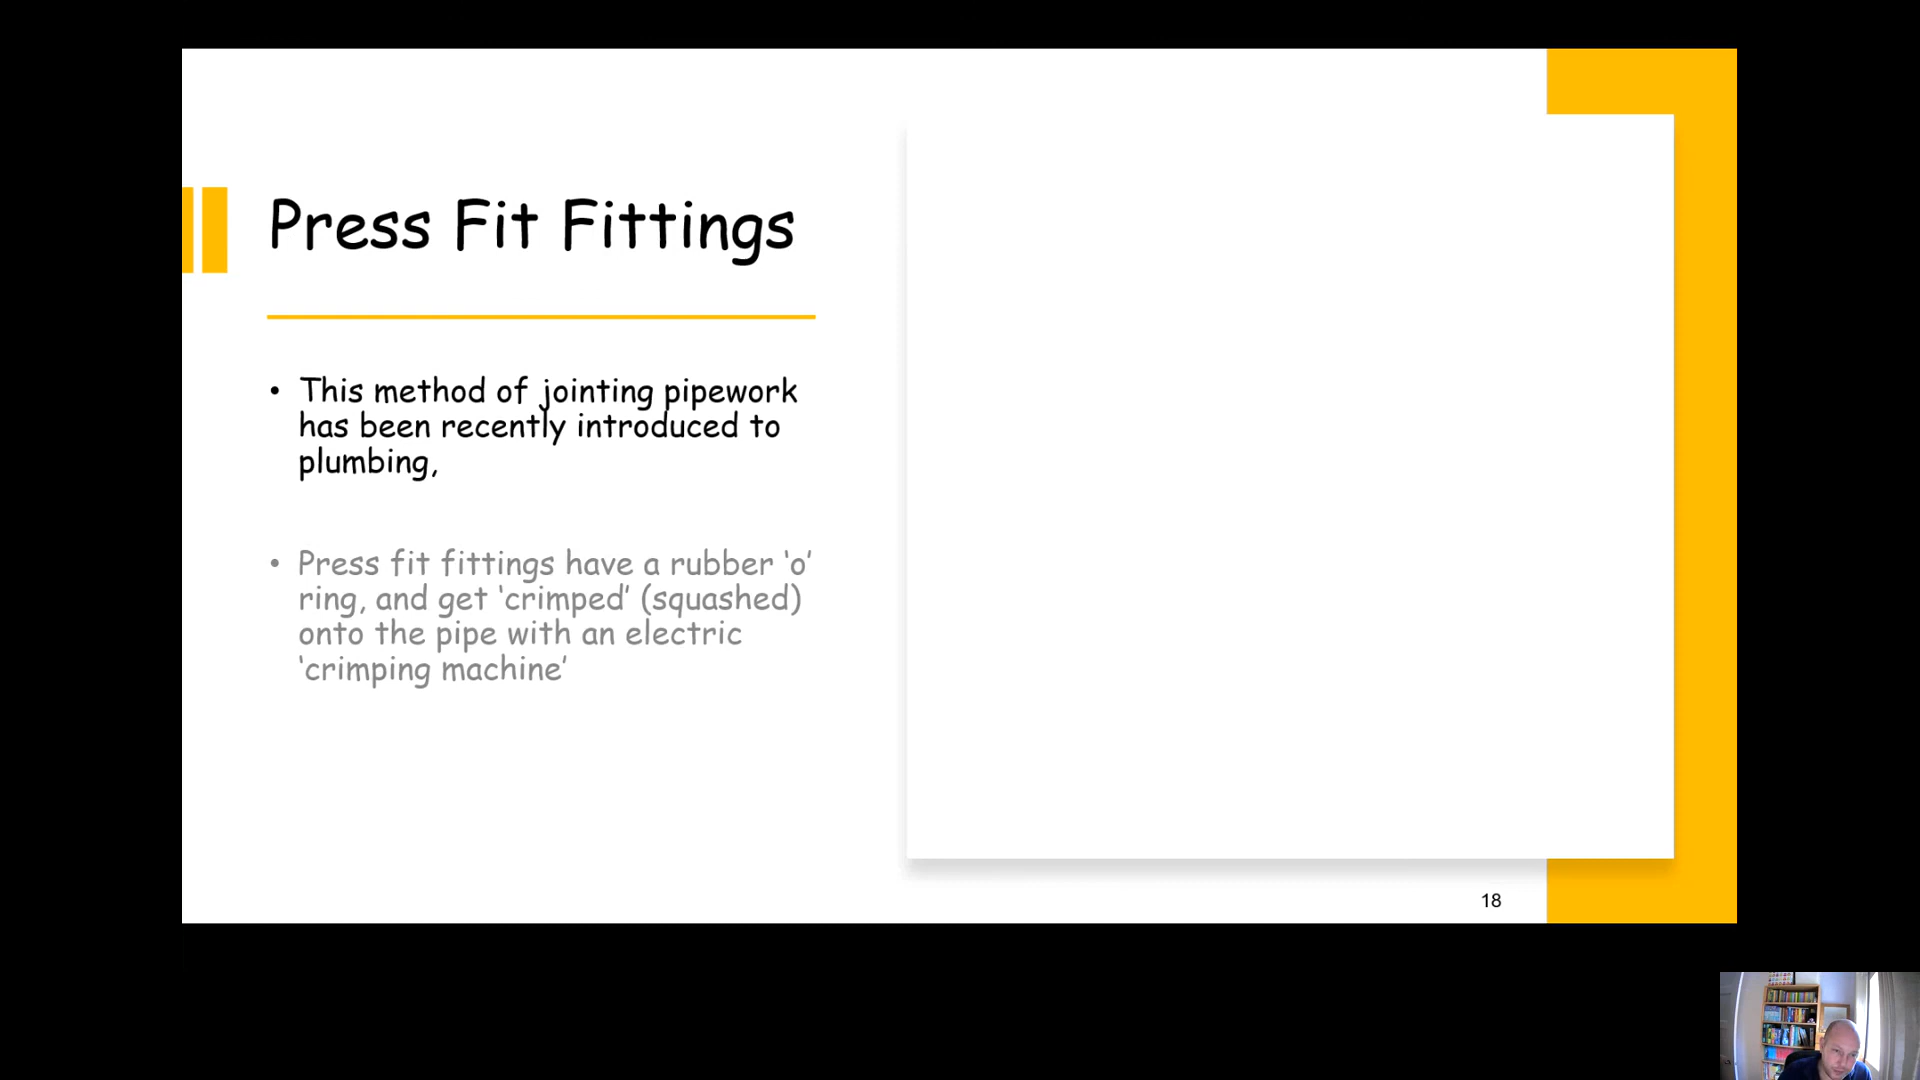 Press Fit Fittings
• This method of jointing pipework
has been recently introduced to
plumbing,
• Press fit fittings have a rubber ‘o’
ring, and get ‘crimped’ (squashed)
onto the pipe with an electric
‘crimping machine’
18